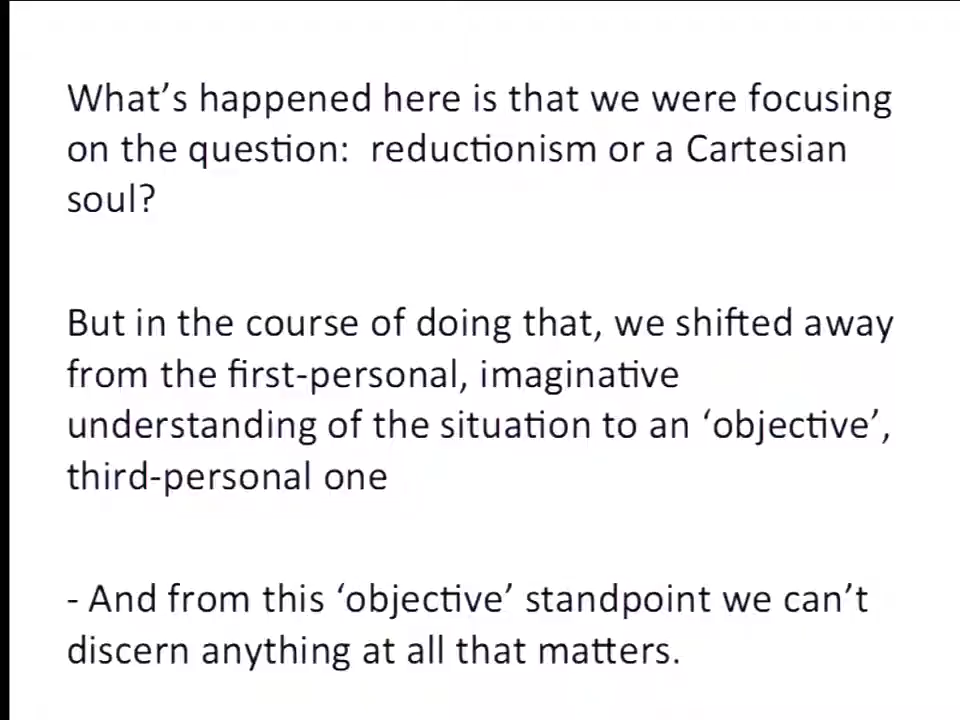 What’s happened here is that we were focusing
on the question:  reductionism or a Cartesian
soul?
But in the course of doing that, we shifted away
from the first-personal, imaginative
understanding of the situation to an ‘objective’,
third-personal one
- And from this ‘objective’ standpoint we can’t
discern anything at all that matters.